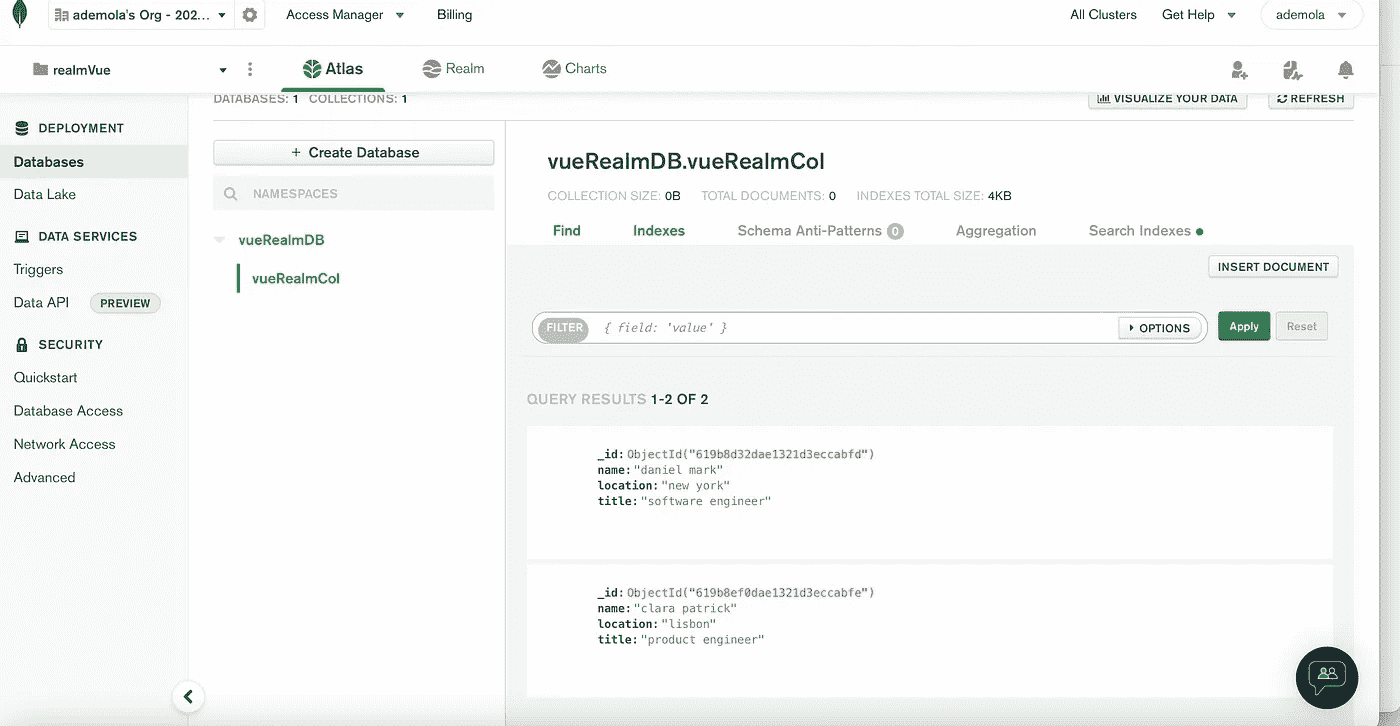 ademola's Org - 202...
Access Manager
Billing
All Clusters
Get Help
ademola
realmVue
Atlas
Realm
Charts
DATABASES: 1 COLLECTIONS: 1
VISUALIZE YOUR DATA
REFRESH
DEPLOYMENT
Databases
Data Lake
DATA SERVICES
Triggers
Data API PREVIEW
SECURITY
Quickstart
Database Access
Network Access
Advanced
+ Create Database
NAMESPACES
vueRealmDB
vueRealmCol
vueRealmDB.vueRealmCol
COLLECTION SIZE: 0B TOTAL DOCUMENTS: 0 INDEXES TOTAL SIZE: 4KB
Find Indexes Schema Anti-Patterns 0 Aggregation Search Indexes
INSERT DOCUMENT
FILTER { field: 'value' } OPTIONS Apply Reset
QUERY RESULTS 1-2 OF 2
_id: ObjectId("619b8d32dae1321d3eccabfd")
name: "daniel mark"
location: "new york"
title: "software engineer"
_id: ObjectId("619b8ef0dae1321d3eccabfe")
name: "clara patrick"
location: "lisbon"
title: "product engineer"